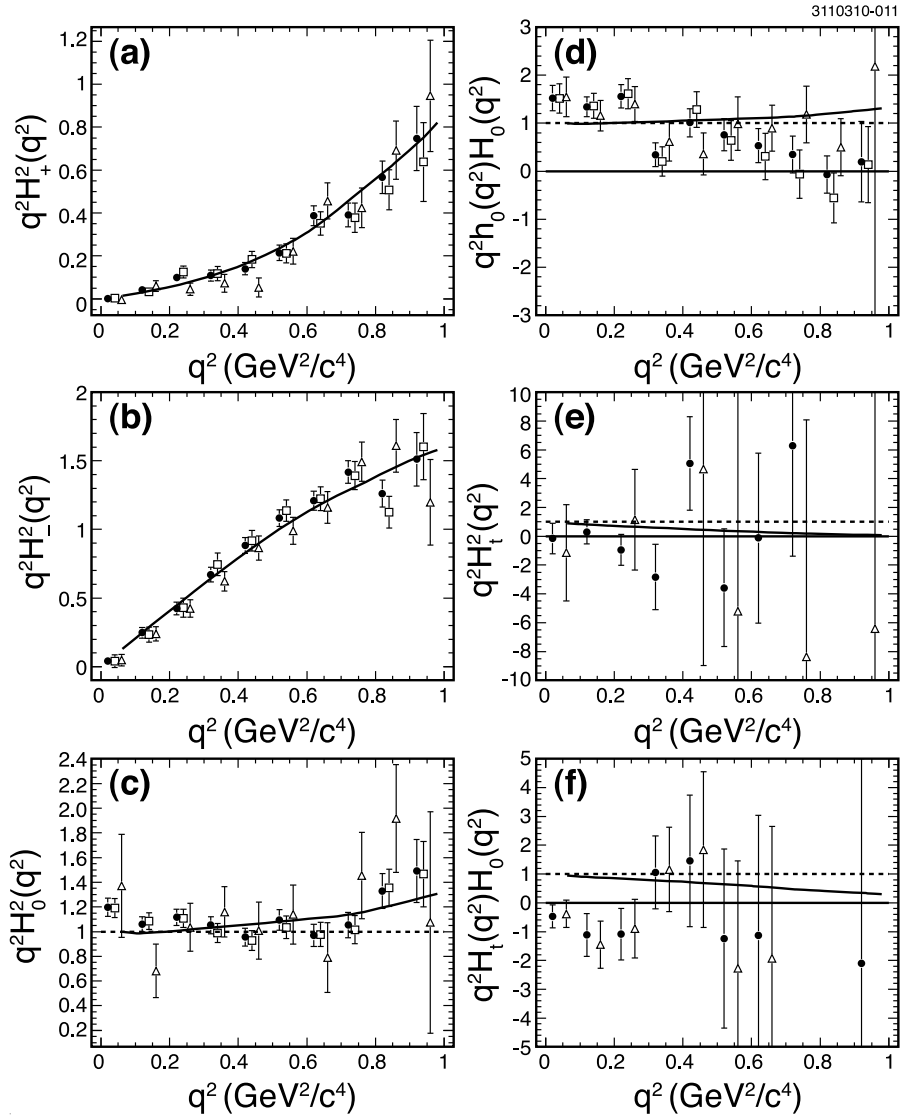 3110310-011
(a)
q²H²₊(q²)
1.2
1
0.8
0.6
0.4
0.2
0
0 0.2 0.4 0.6 0.8 1
q² (GeV²/c⁴)
(d)
q²h₀(q²)H₀(q²)
3
2
1
0
-1
-2
-3
0 0.2 0.4 0.6 0.8 1
q² (GeV²/c⁴)
(b)
q²H²₋(q²)
2
1.5
1
0.5
0
0 0.2 0.4 0.6 0.8 1
q² (GeV²/c⁴)
(e)
q²H²ₜ(q²)
10
8
6
4
2
0
-2
-4
-6
-8
-10
0 0.2 0.4 0.6 0.8 1
q² (GeV²/c⁴)
(c)
q²H²₀(q²)
2.4
2.2
2.0
1.8
1.6
1.4
1.2
1
0.8
0.6
0.4
0.2
0 0.2 0.4 0.6 0.8 1
q² (GeV²/c⁴)
(f)
q²Hₜ(q²)H₀(q²)
5
4
3
2
1
0
-1
-2
-3
-4
-5
0 0.2 0.4 0.6 0.8 1
q² (GeV²/c⁴)